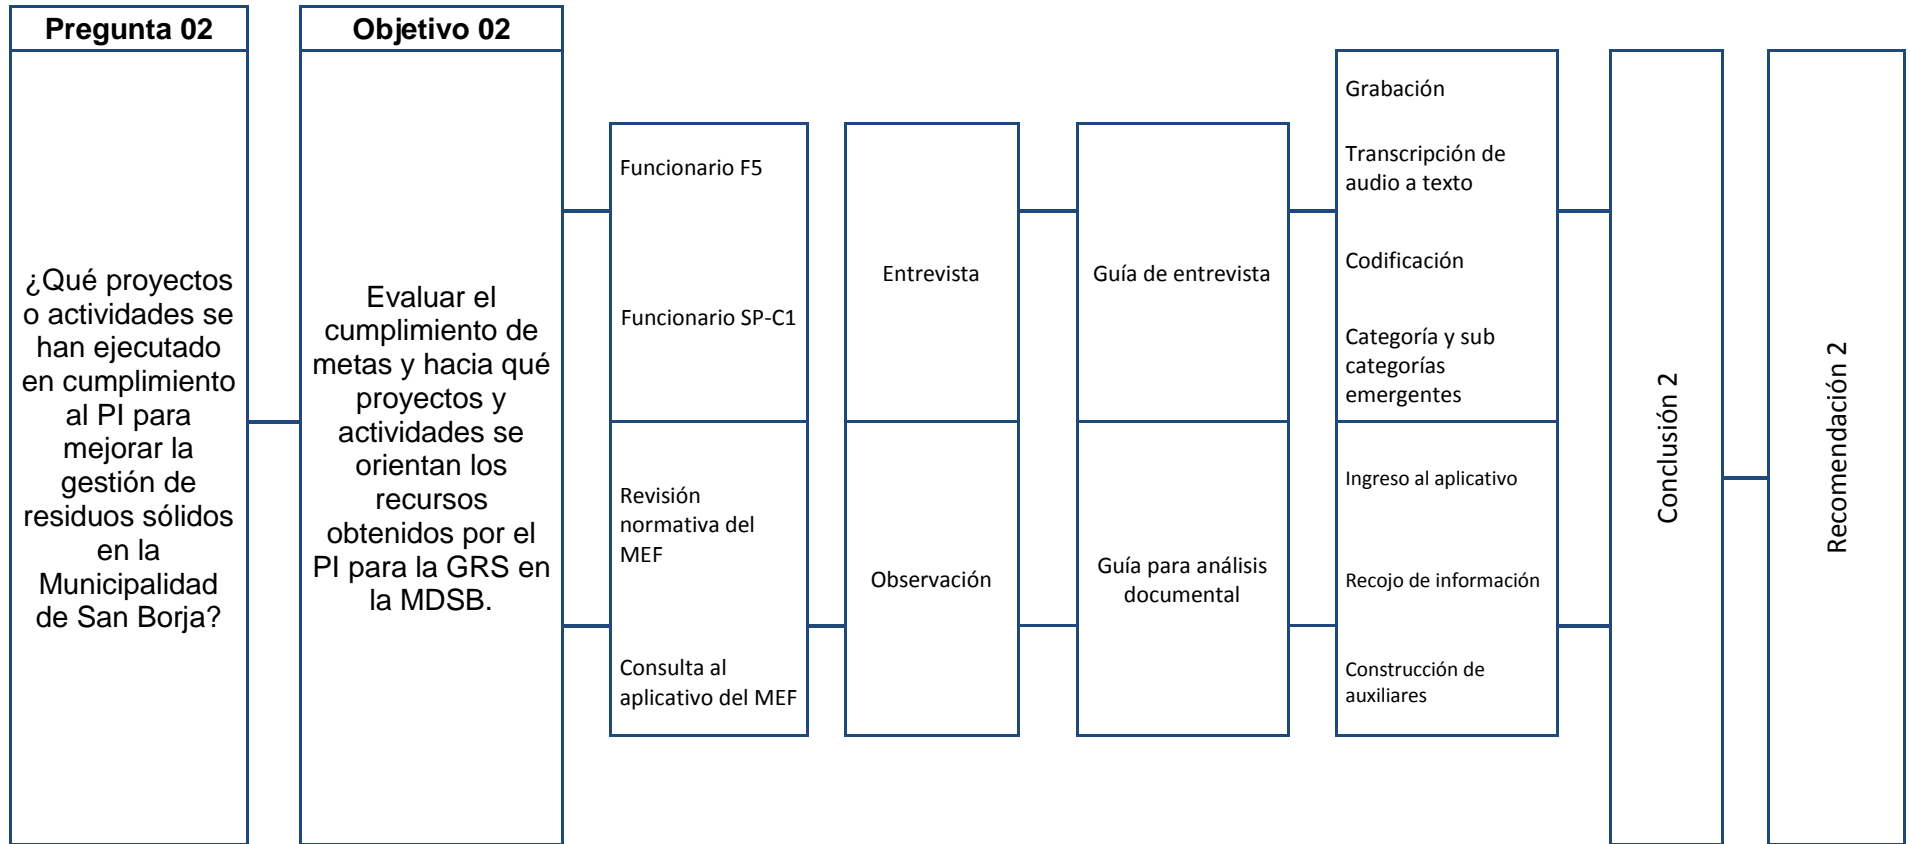 Pregunta 02
¿Qué proyectos
o actividades se
han ejecutado
en cumplimiento
al PI para
mejorar la
gestión de
residuos sólidos
en la
Municipalidad
de San Borja?
Objetivo 02
Evaluar el
cumplimiento de
metas y hacia qué
proyectos y
actividades se
orientan los
recursos
obtenidos por el
PI para la GRS en
la MDSB.
Funcionario F5
Funcionario SP-C1
Revisión
normativa del
MEF
Consulta al
aplicativo del MEF
Entrevista
Observación
Guía de entrevista
Guía para análisis
documental
Grabación
Transcripción de
audio a texto
Codificación
Categoría y sub
categorías
emergentes
Ingreso al aplicativo
Recojo de información
Construcción de
auxiliares
Conclusión 2
Recomendación 2